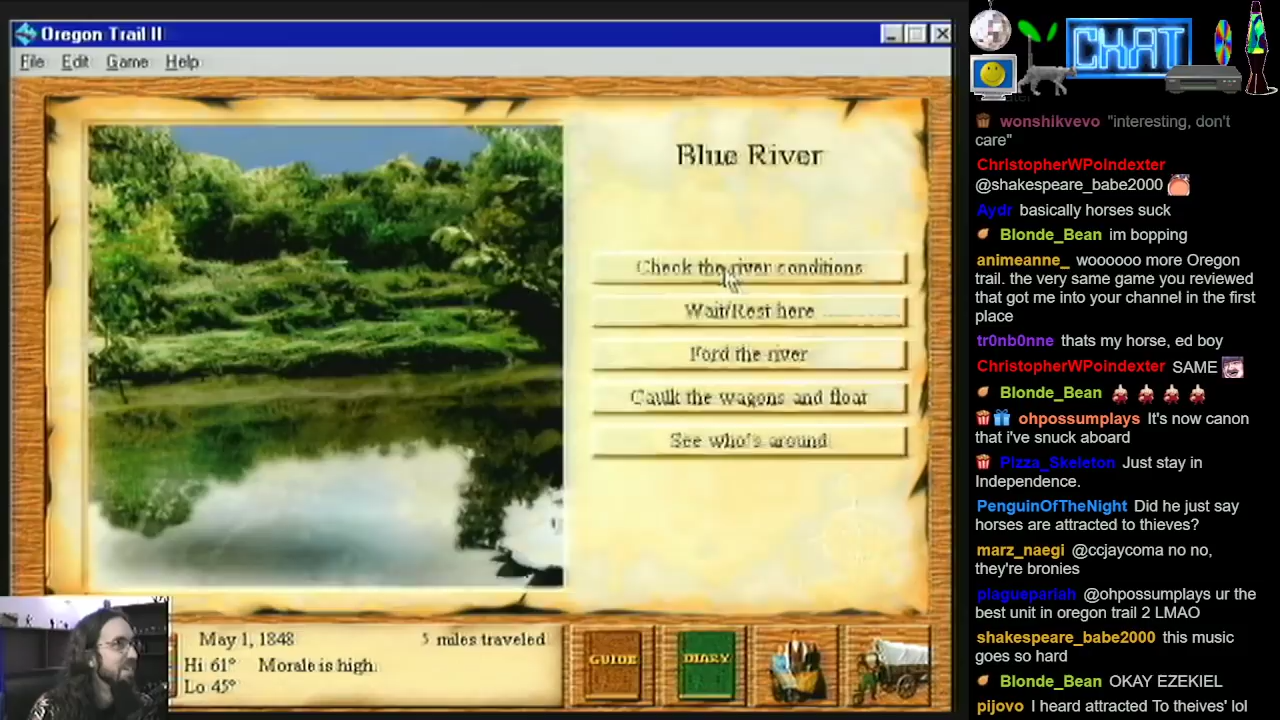 Oregon Trail II
File Edit Game Help
Blue River
Check the river conditions
Wait/Rest here
Ford the river
Caulk the wagons and float
See who's around
May 1, 1848
5 miles traveled
Hi 61° Morale is high.
Lo 45°
GUIDE
DIARY
CHAT
wonshikvevo "interesting, don't
care"
ChristopherWPoIndexter
@shakespeare_babe2000
Aydr basically horses suck
Blonde_Bean im bopping
animeanne_ woooooo more Oregon
trail. the very same game you reviewed
that got me into your channel in the first
place
tr0nb0nne thats my horse, ed boy
ChristopherWPoIndexter SAME
Blonde_Bean
ohpossumplays It's now canon
that i've snuck aboard
Pizza_Skeleton Just stay in
Independence.
PenguinOfTheNight Did he just say
horses are attracted to thieves?
marz_naegi @ccjaycoma no no,
they're bronies
plaguepariah @ohpossumplays ur the
best unit in oregon trail 2 LMAO
shakespeare_babe2000 this music
goes so hard
Blonde_Bean OKAY EZEKIEL
pijovo I heard attracted To theives' lol